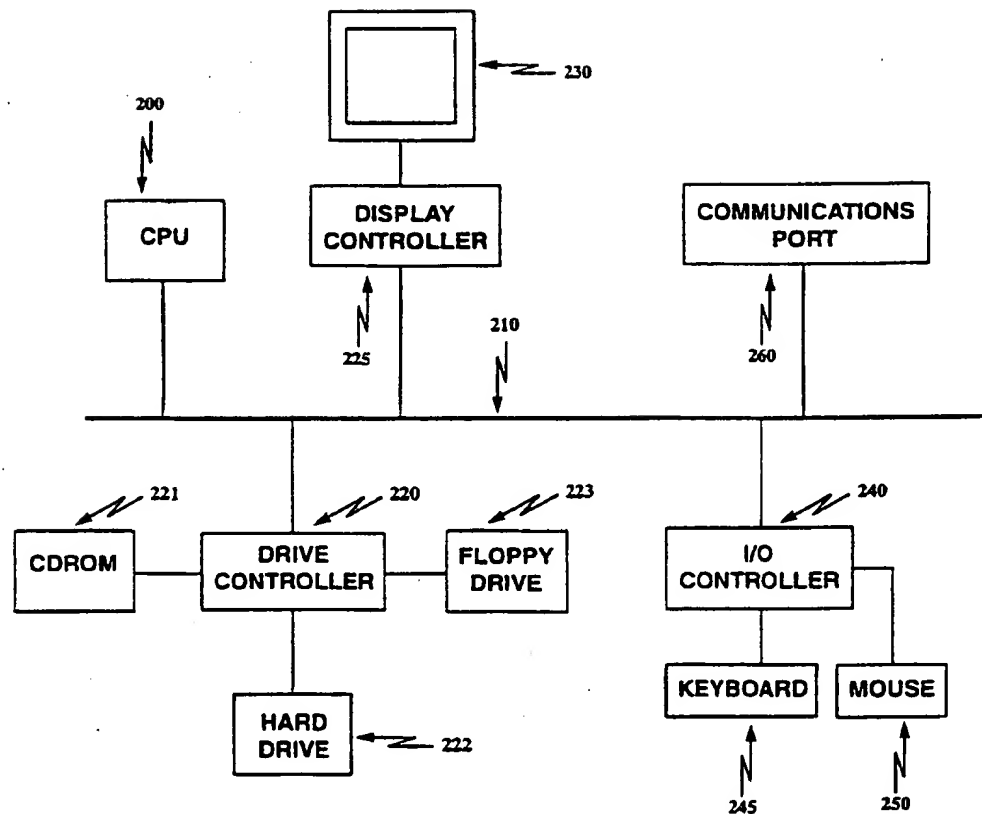 230
200
CPU
DISPLAY
CONTROLLER
COMMUNICATIONS
PORT
225
210
260
221
220
223
240
CDROM
DRIVE
CONTROLLER
FLOPPY
DRIVE
I/O
CONTROLLER
KEYBOARD
MOUSE
HARD
DRIVE
222
245
250